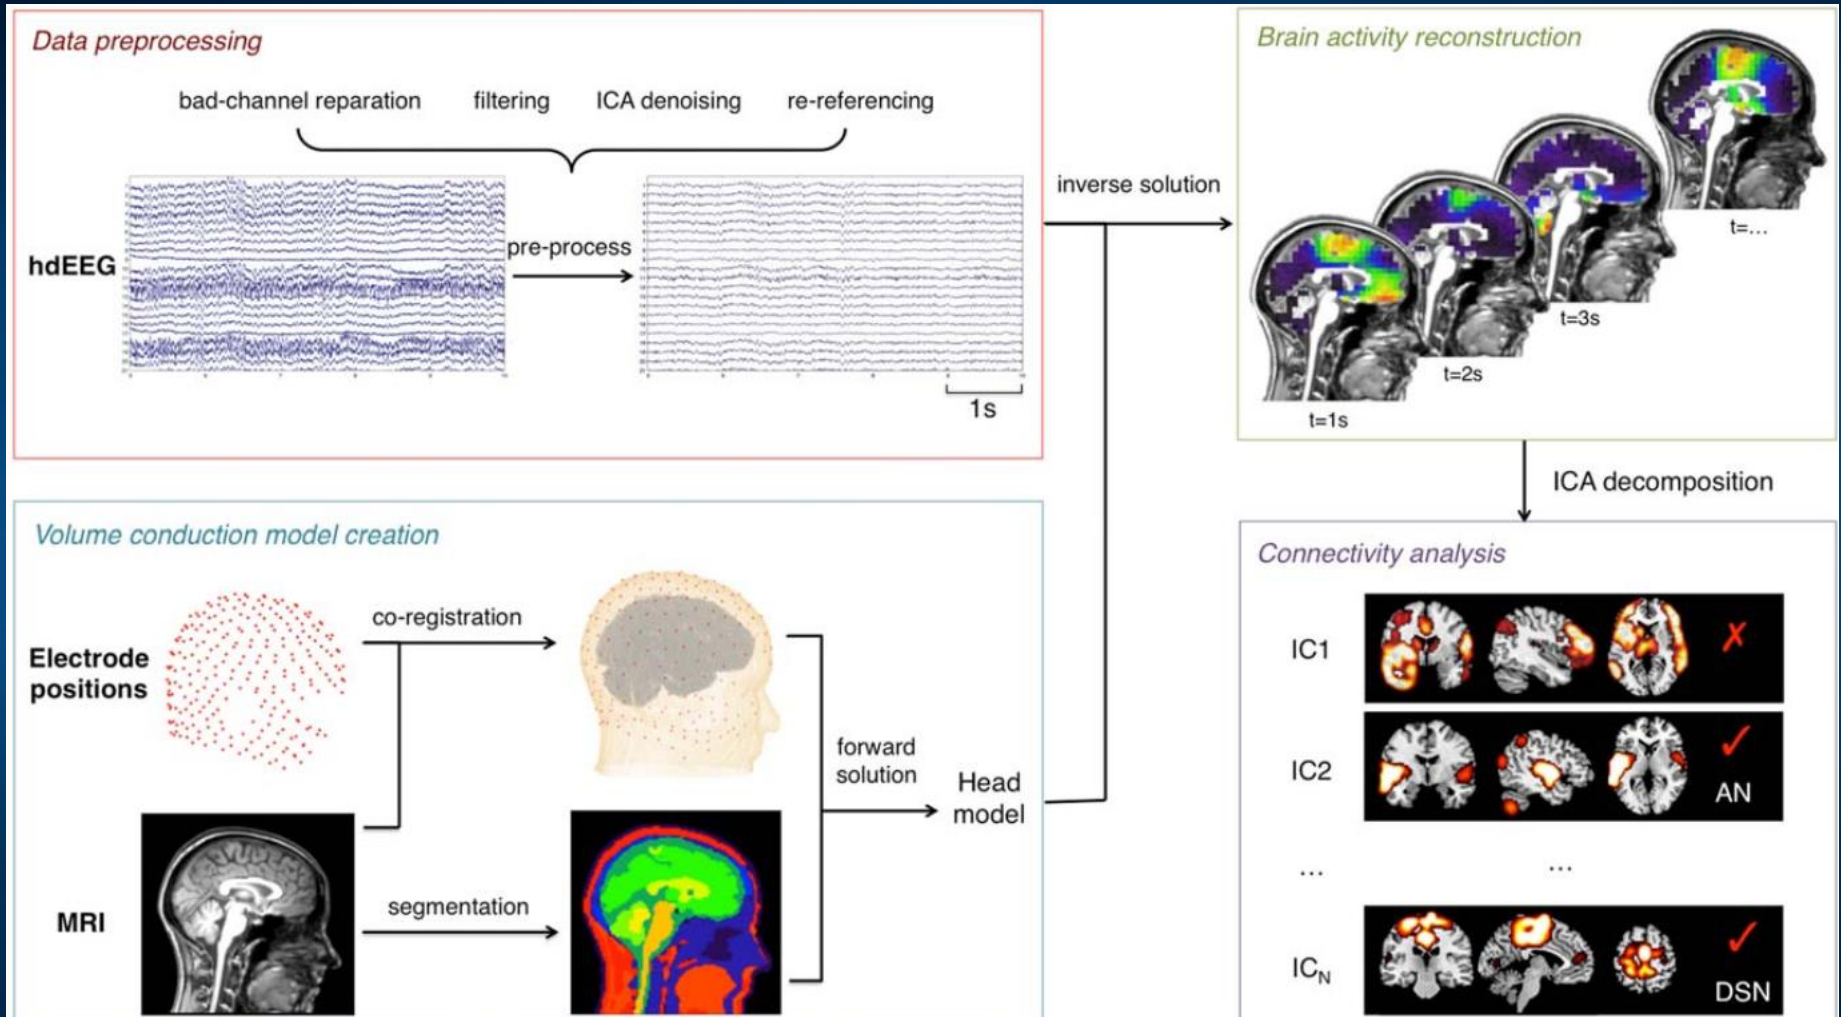 Data preprocessing
bad-channel reparation filtering ICA denoising re-referencing
hdEEG
pre-process
1s
Volume conduction model creation
Electrode
positions
co-registration
MRI
segmentation
forward
solution
Head
model
inverse solution
Brain activity reconstruction
t=1s
t=2s
t=3s
t=...
ICA decomposition
Connectivity analysis
IC1
✗
IC2
✓
AN
... ...
ICN
✓
DSN